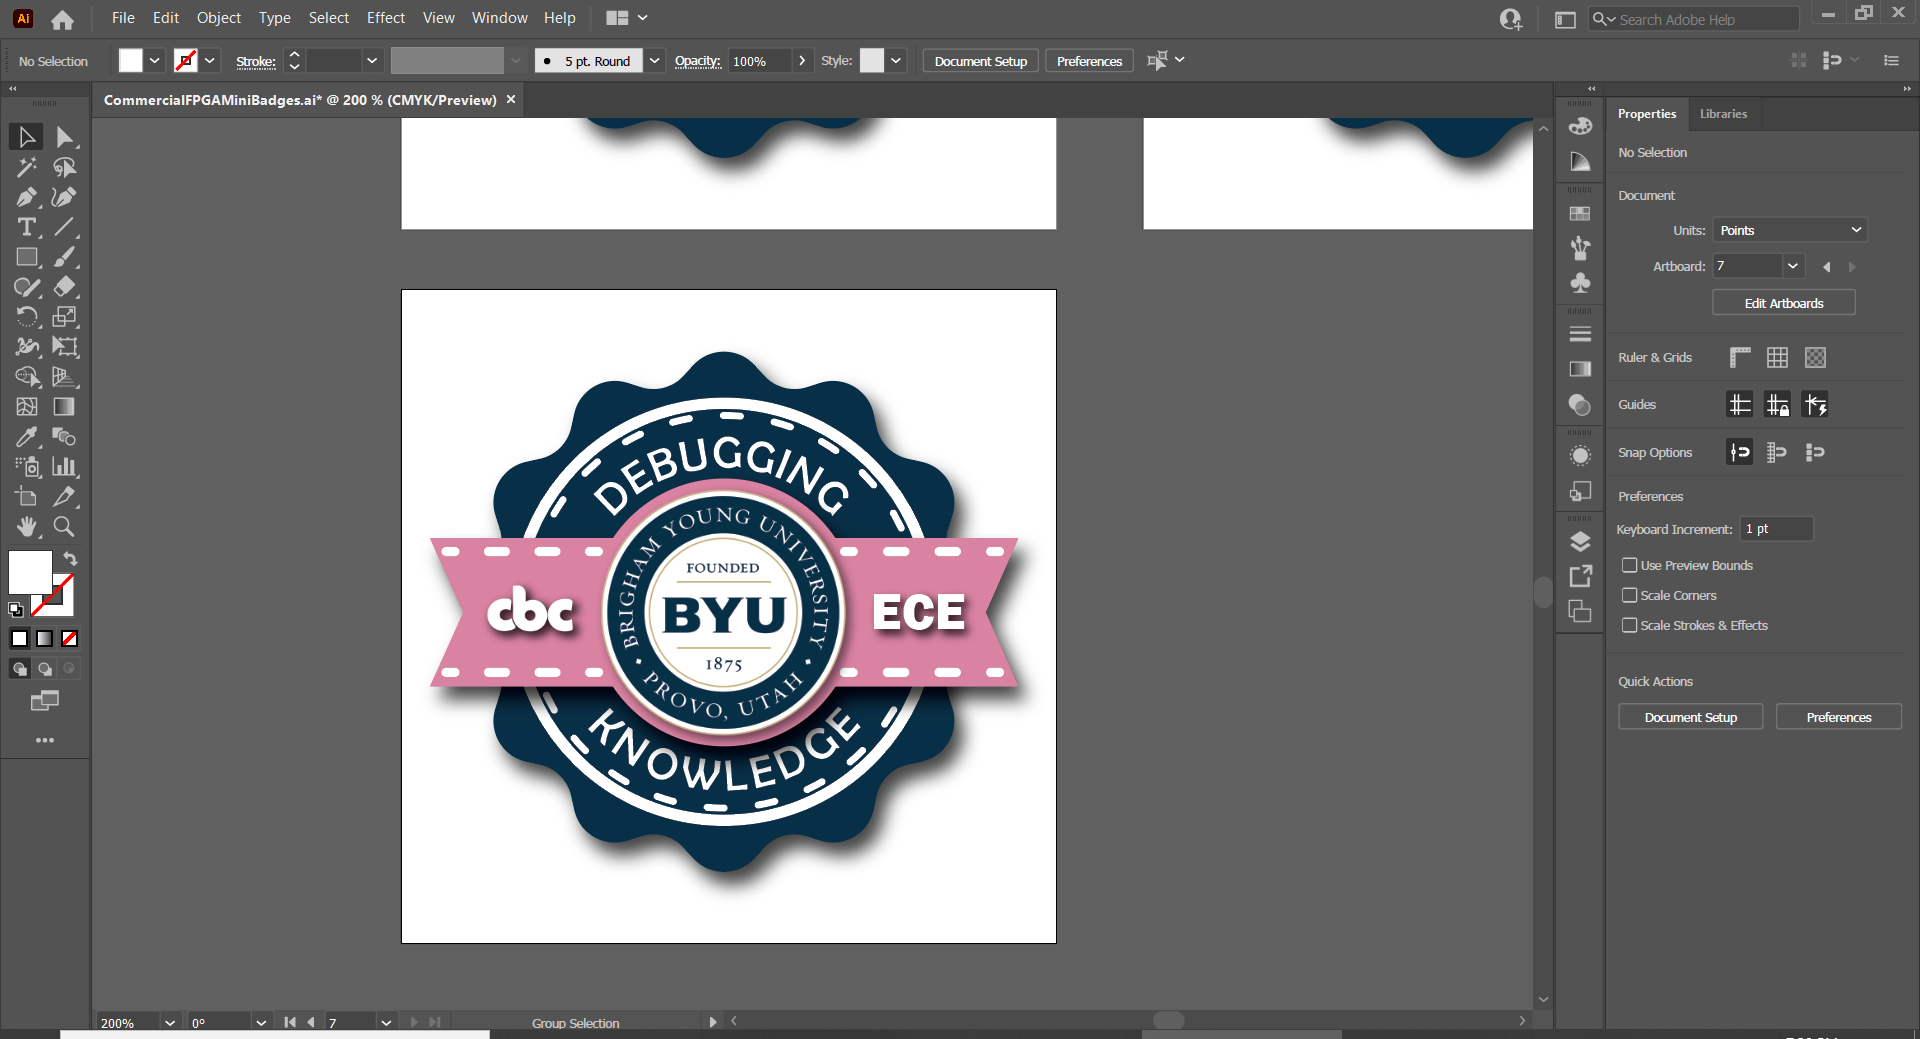 Ai
File Edit Object Type Select Effect View Window Help
Search Adobe Help
No Selection
Stroke:
5 pt. Round
Opacity: 100%
Style:
Document Setup
Preferences
CommercialFPGAMiniBadges.ai* @ 200 % (CMYK/Preview) ×
Properties
Libraries
No Selection
Document
Units: Points
Artboard: 7
Edit Artboards
Ruler & Grids
Guides
Snap Options
Preferences
Keyboard Increment: 1 pt
Use Preview Bounds
Scale Corners
Scale Strokes & Effects
Quick Actions
Document Setup
Preferences
DEBUGGING
BRIGHAM YOUNG UNIVERSITY
FOUNDED
cbc
BYU
ECE
1875
PROVO, UTAH
KNOWLEDGE
200%
0°
7
Group Selection